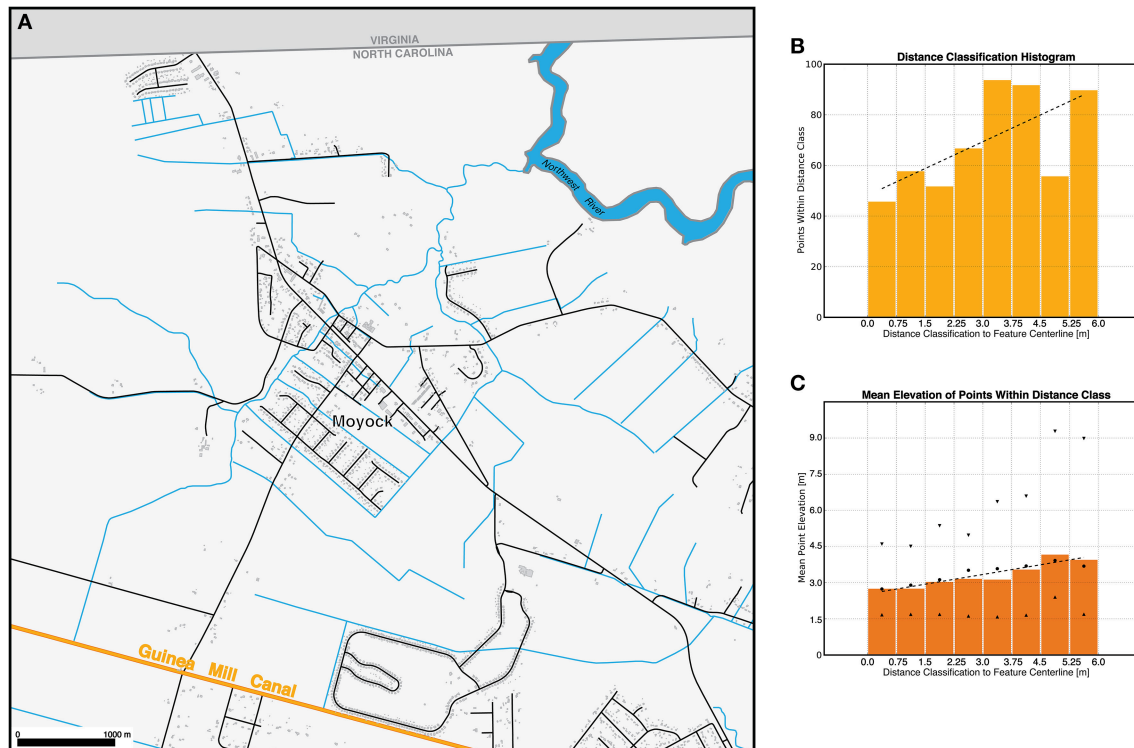 A
VIRGINIA
NORTH CAROLINA
Northwest
River
Moyock
Guinea Mill Canal
0
1000 m
B
Distance Classification Histogram
100
80
60
40
20
0
Points Within Distance Class
0.0 0.75 1.5 2.25 3.0 3.75 4.5 5.25 6.0
Distance Classification to Feature Centerline [m]
C
Mean Elevation of Points Within Distance Class
9.0
7.5
6.0
4.5
3.0
1.5
0
Mean Point Elevation [m]
0.0 0.75 1.5 2.25 3.0 3.75 4.5 5.25 6.0
Distance Classification to Feature Centerline [m]